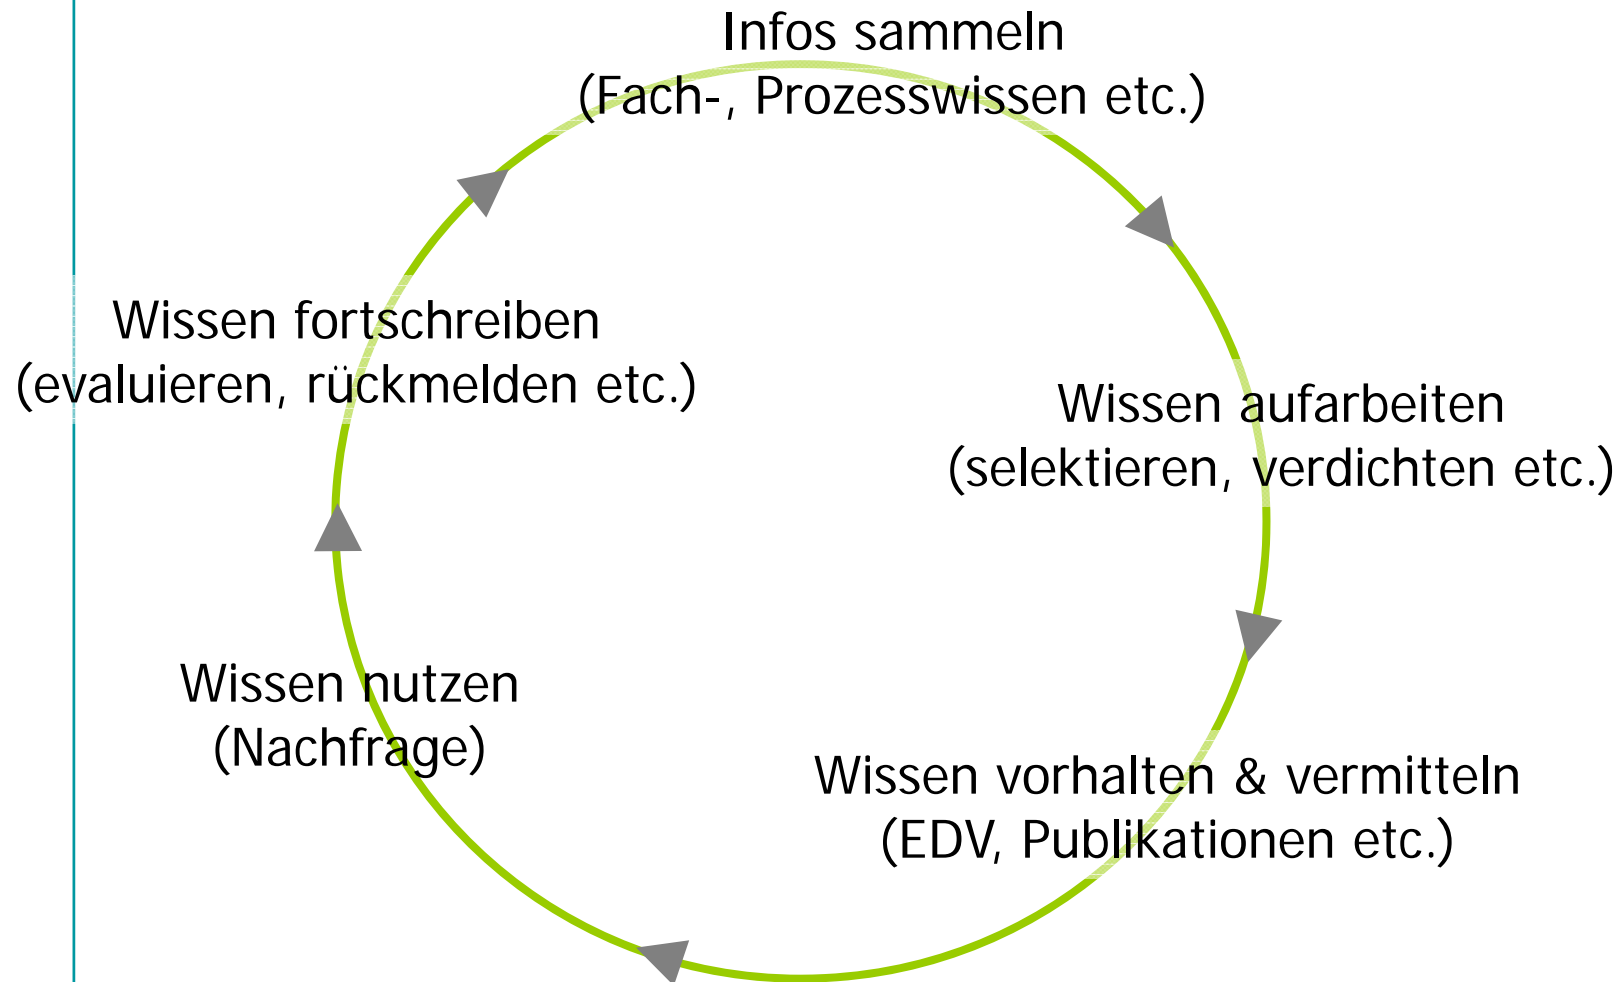 Infos sammeln
(Fach-, Prozesswissen etc.)
Wissen aufarbeiten
(selektieren, verdichten etc.)
Wissen vorhalten & vermitteln
(EDV, Publikationen etc.)
Wissen nutzen
(Nachfrage)
Wissen fortschreiben
(evaluieren, rückmelden etc.)